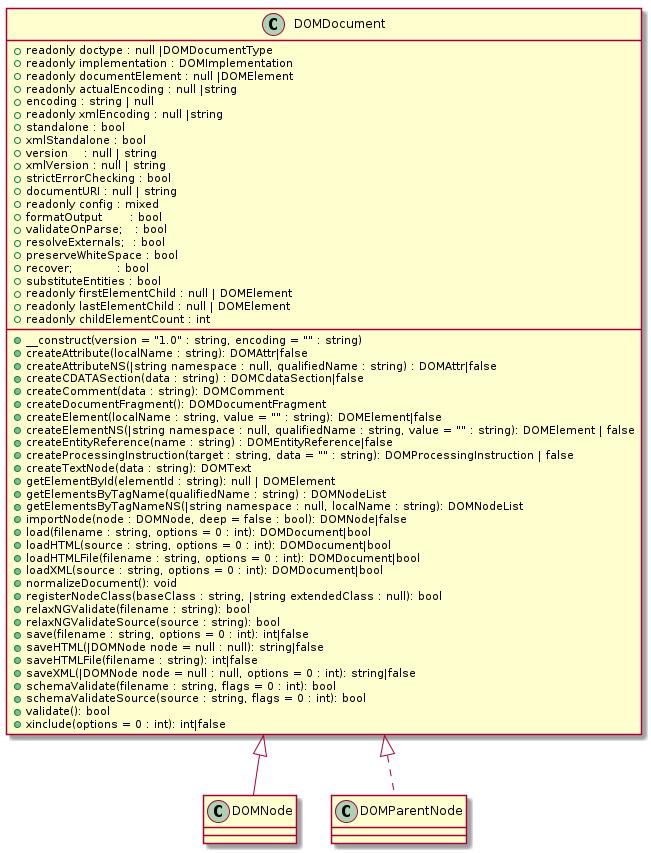 C DOMDocument
readonly doctype : null |DOMDocumentType
readonly implementation : DOMImplementation
readonly documentElement : null |DOMElement
readonly actualEncoding : null |string
encoding : string | null
readonly xmlEncoding : null |string
standalone : bool
xmlStandalone : bool
version : null | string
xmlVersion : null | string
strictErrorChecking : bool
documentURI : null | string
readonly config : mixed
formatOutput : bool
validateOnParse; : bool
resolveExternals; : bool
preserveWhiteSpace : bool
recover; : bool
substituteEntities : bool
readonly firstElementChild : null | DOMElement
readonly lastElementChild : null | DOMElement
readonly childElementCount : int
__construct(version = "1.0" : string, encoding = "" : string)
createAttribute(localName : string): DOMAttr|false
createAttributeNS(|string namespace : null, qualifiedName : string) : DOMAttr|false
createCDATASection(data : string) : DOMCdataSection|false
createComment(data : string): DOMComment
createDocumentFragment(): DOMDocumentFragment
createElement(localName : string, value = "" : string): DOMElement|false
createElementNS(|string namespace : null, qualifiedName : string, value = "" : string): DOMElement | false
createEntityReference(name : string) : DOMEntityReference|false
createProcessingInstruction(target : string, data = "" : string): DOMProcessingInstruction | false
createTextNode(data : string): DOMText
getElementById(elementId : string): null | DOMElement
getElementsByTagName(qualifiedName : string) : DOMNodeList
getElementsByTagNameNS(|string namespace : null, localName : string): DOMNodeList
importNode(node : DOMNode, deep = false : bool): DOMNode|false
load(filename : string, options = 0 : int): DOMDocument|bool
loadHTML(source : string, options = 0 : int): DOMDocument|bool
loadHTMLFile(filename : string, options = 0 : int): DOMDocument|bool
loadXML(source : string, options = 0 : int): DOMDocument|bool
normalizeDocument(): void
registerNodeClass(baseClass : string, |string extendedClass : null): bool
relaxNGValidate(filename : string): bool
relaxNGValidateSource(source : string): bool
save(filename : string, options = 0 : int): int|false
saveHTML(|DOMNode node = null : null): string|false
saveHTMLFile(filename : string): int|false
saveXML(|DOMNode node = null : null, options = 0 : int): string|false
schemaValidate(filename : string, flags = 0 : int): bool
schemaValidateSource(source : string, flags = 0 : int): bool
validate(): bool
xinclude(options = 0 : int): int|false
C DOMNode
C DOMParentNode